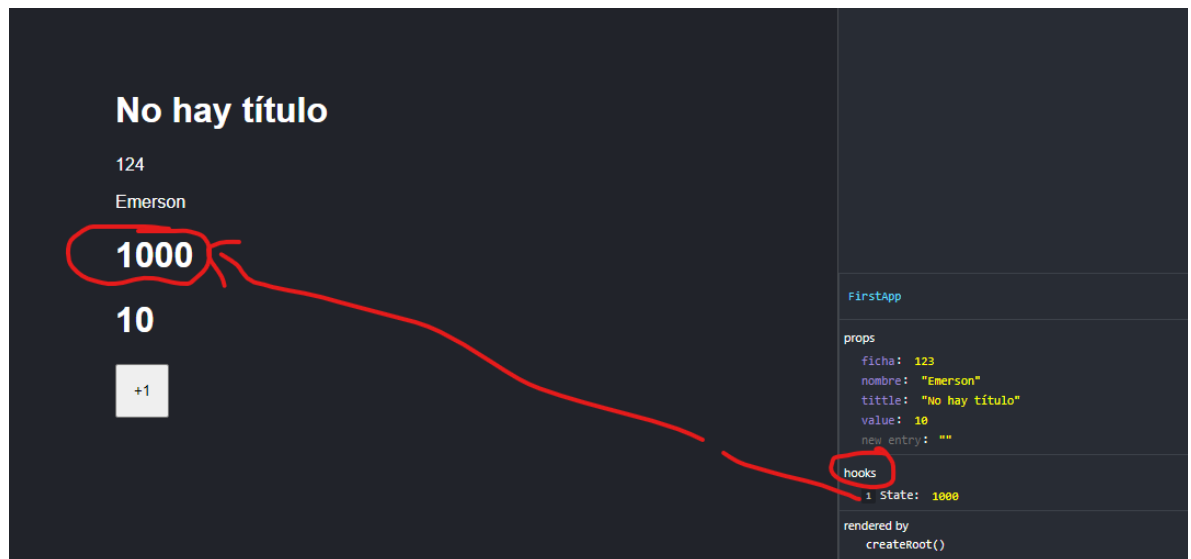 No hay título
124
Emerson
1000
10
+1
FirstApp
props
ficha: 123
nombre: "Emerson"
tittle: "No hay título"
value: 10
new entry: ""
hooks
1 State: 1000
rendered by
createRoot()